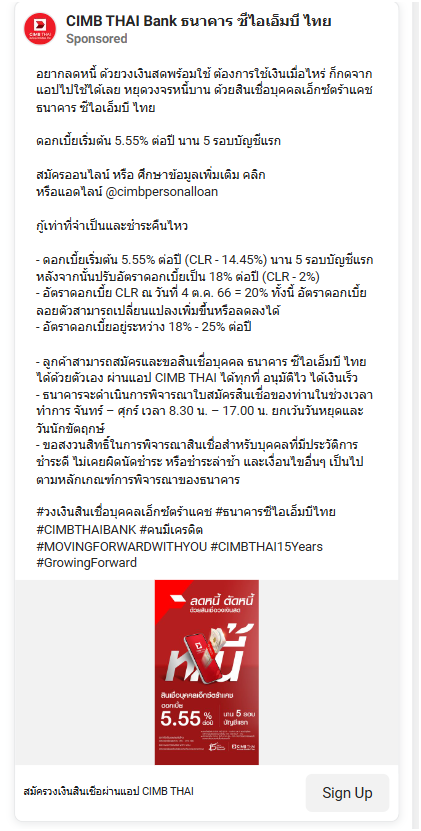 CIMB THAI Bank ธนาคาร ซีไอเอ็มบี ไทย
Sponsored
อยากลดหนี้ ด้วยวงเงินสดพร้อมใช้ ต้องการใช้เงินเมื่อไหร่ ก็กดจาก
แอปไปใช้ได้เลย หยุดวงจรหนี้บาน ด้วยสินเชื่อบุคคลเอ็กซ์ตร้าแคช
ธนาคาร ซีไอเอ็มบี ไทย
ดอกเบี้ยเริ่มต้น 5.55% ต่อปี นาน 5 รอบบัญชีแรก
สมัครออนไลน์ หรือ ศึกษาข้อมูลเพิ่มเติม คลิก
หรือแอดไลน์ @cimbpersonalloan
กู้เท่าที่จำเป็นและชำระคืนไหว
- ดอกเบี้ยเริ่มต้น 5.55% ต่อปี (CLR - 14.45%) นาน 5 รอบบัญชีแรก
หลังจากนั้นปรับอัตราดอกเบี้ยเป็น 18% ต่อปี (CLR - 2%)
- อัตราดอกเบี้ย CLR ณ วันที่ 4 ต.ค. 66 = 20% ทั้งนี้ อัตราดอกเบี้ย
ลอยตัวสามารถเปลี่ยนแปลงเพิ่มขึ้นหรือลดลงได้
- อัตราดอกเบี้ยอยู่ระหว่าง 18% - 25% ต่อปี
- ลูกค้าสามารถสมัครและขอสินเชื่อบุคคล ธนาคาร ซีไอเอ็มบี ไทย
ได้ด้วยตัวเอง ผ่านแอป CIMB THAI ได้ทุกที่ อนุมัติไว ได้เงินเร็ว
- ธนาคารจะดำเนินการพิจารณาใบสมัครสินเชื่อของท่านในช่วงเวลา
ทำการ จันทร์ – ศุกร์ เวลา 8.30 น. – 17.00 น. ยกเว้นวันหยุดและ
วันนักขัตฤกษ์
- ขอสงวนสิทธิ์ในการพิจารณาสินเชื่อสำหรับบุคคลที่มีประวัติการ
ชำระดี ไม่เคยผิดนัดชำระ หรือชำระล่าช้า และเงื่อนไขอื่นๆ เป็นไป
ตามหลักเกณฑ์การพิจารณาของธนาคาร
#วงเงินสินเชื่อบุคคลเอ็กซ์ตร้าแคช #ธนาคารซีไอเอ็มบีไทย
#CIMBTHAIBANK #คนมีเครดิต
#MOVINGFORWARDWITHYOU #CIMBTHAI15Years
#GrowingForward
ลดหนี้ ตัดหนี้
ด้วยสินเชื่อวงเงินสด
หนี้
สินเชื่อบุคคลเอ็กซ์ตร้าแคช
ดอกเบี้ย
5.55 % ต่อปี นาน 5 รอบ บัญชีแรก
CIMB THAI
สมัครวงเงินสินเชื่อผ่านแอป CIMB THAI
Sign Up